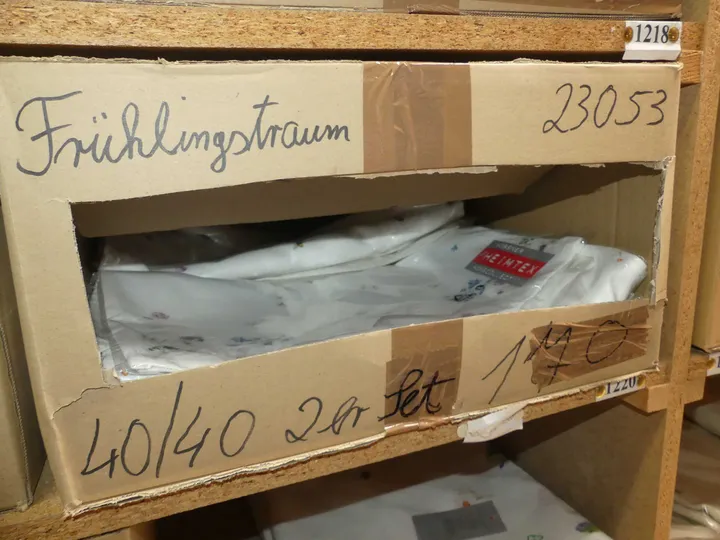 1218
Frühlingstraum 23053
HEIMTEX
40/40 2er Set
1220